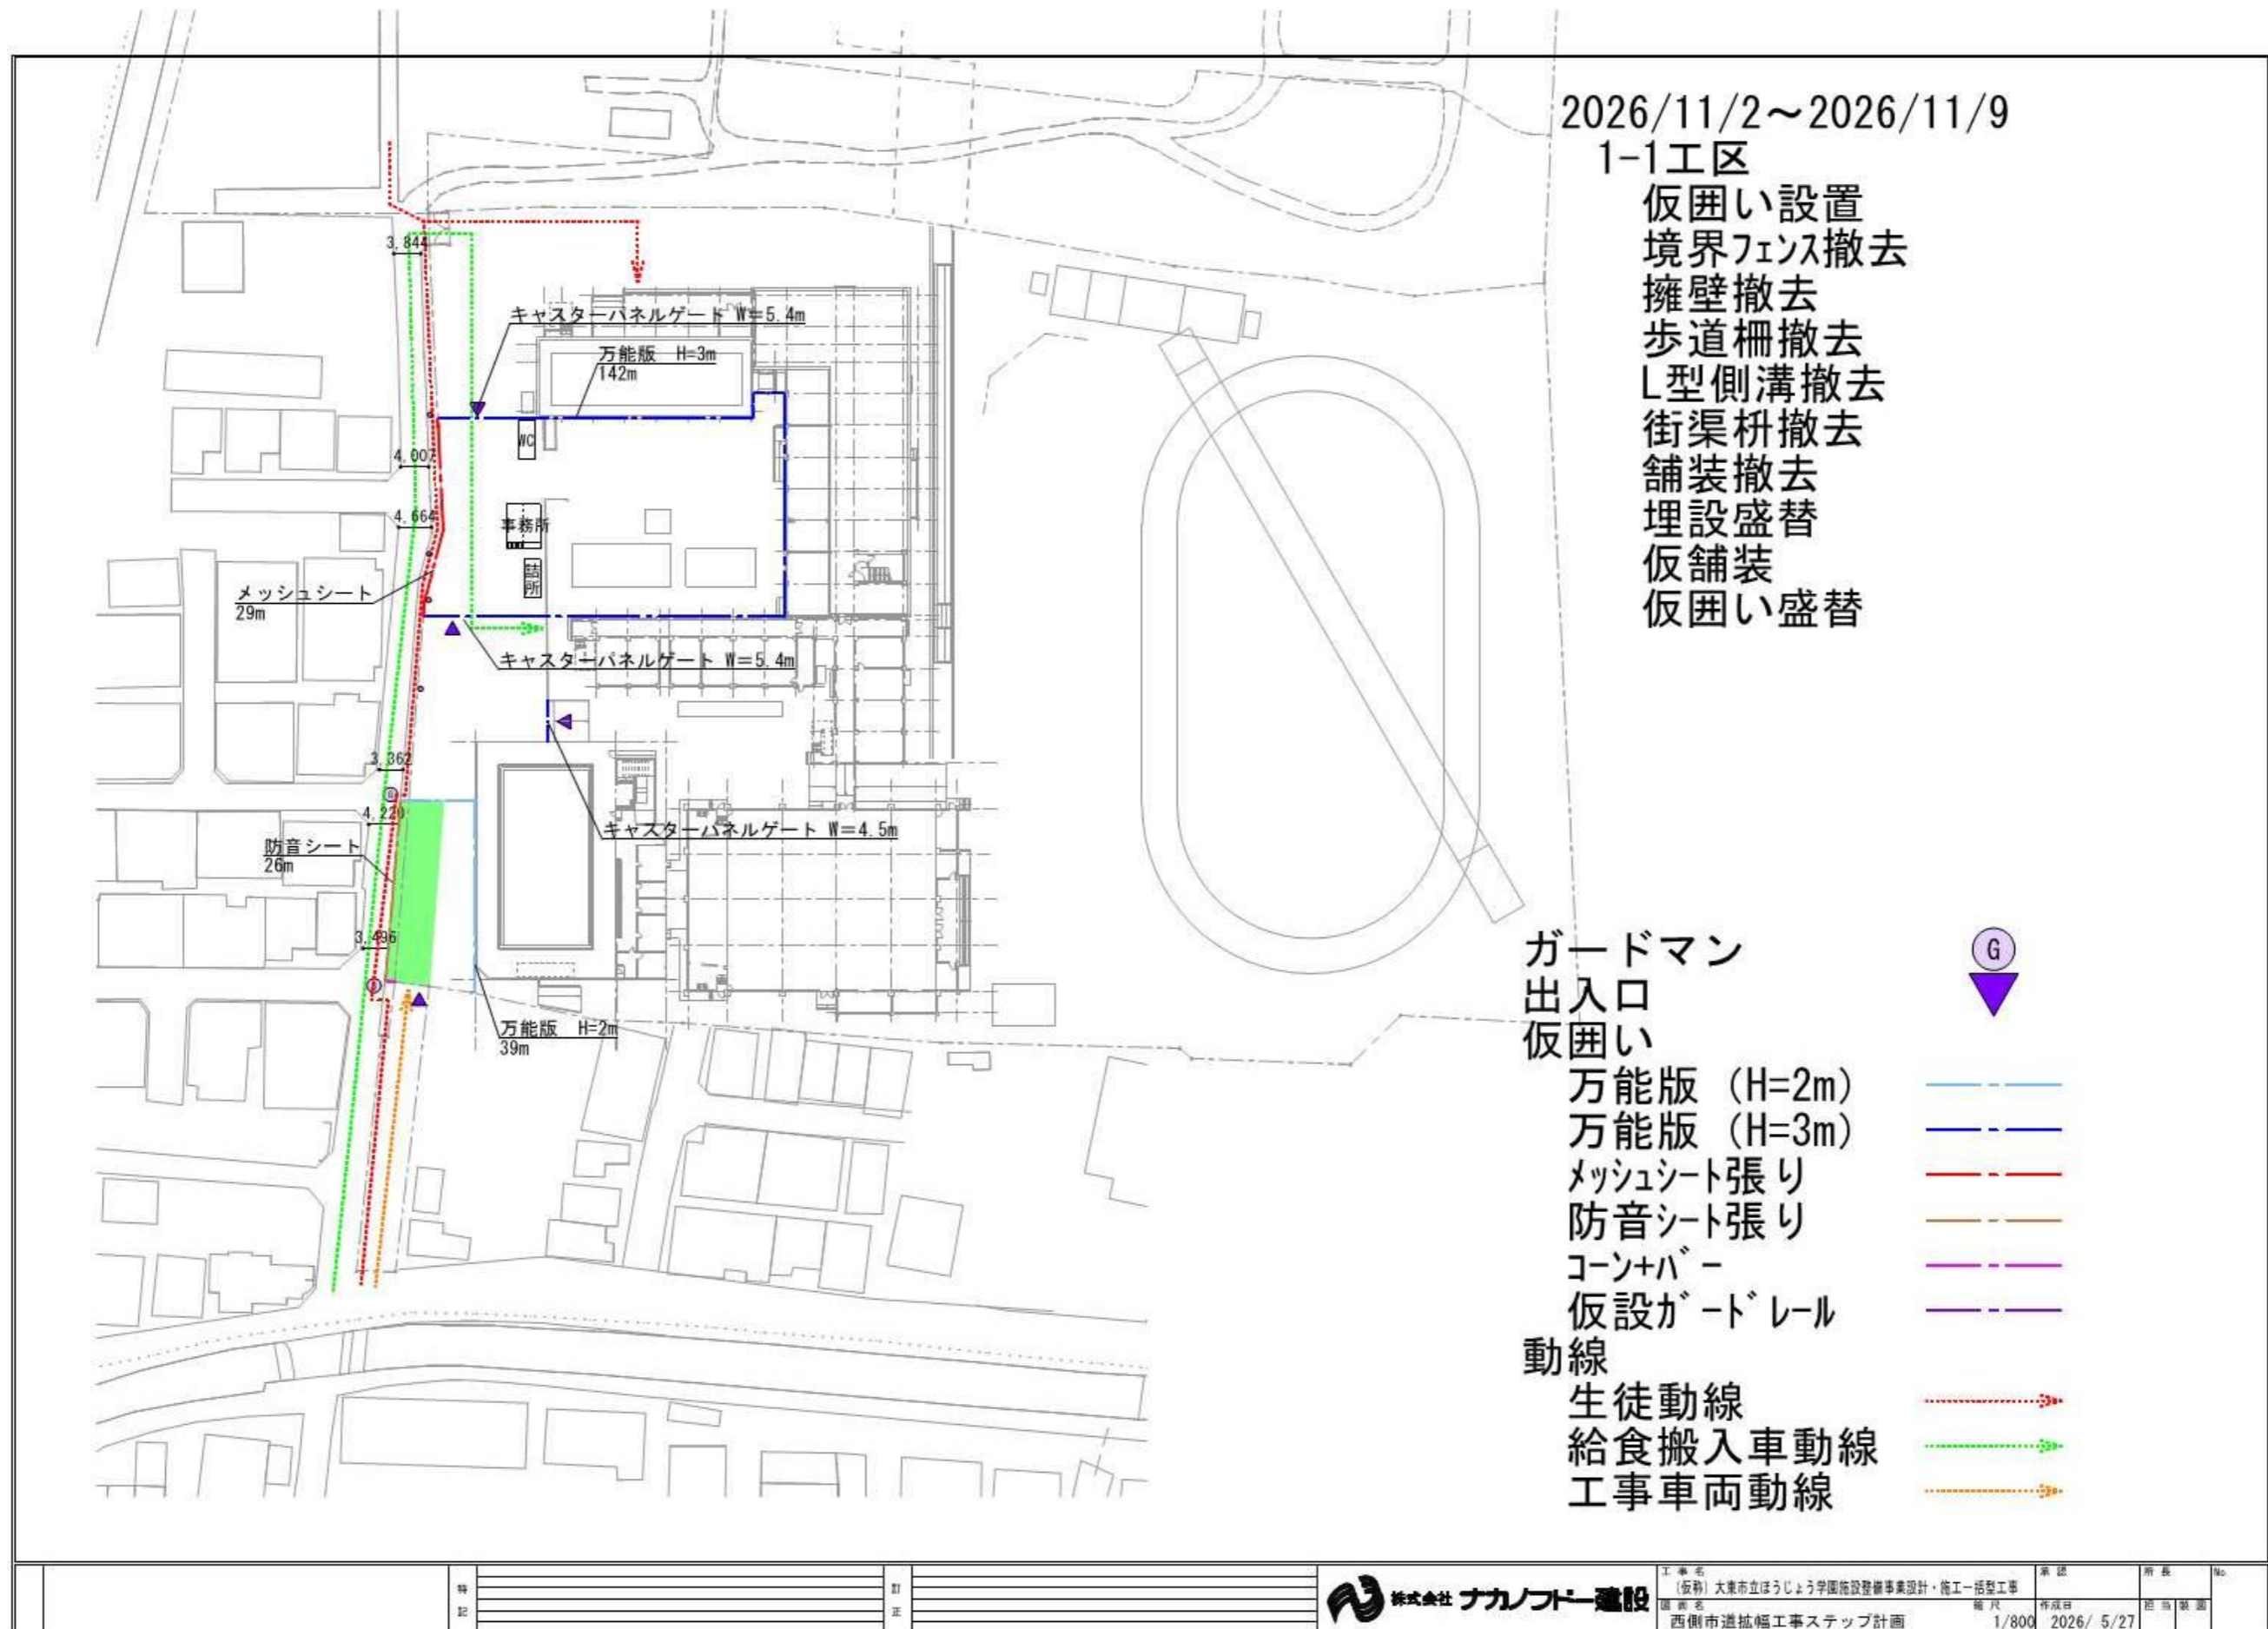 2026/11/2～2026/11/9
1-1工区
仮囲い設置
境界フェンス撤去
擁壁撤去
歩道柵撤去
L型側溝撤去
街渠枡撤去
舗装撤去
埋設盛替
仮舗装
仮囲い盛替
3,844
キャスターパネルゲート W=5.4m
万能版 H=3m
142m
WC
4,007
4,664
事務所
詰所
メッシュシート
29m
キャスターパネルゲート W=5.4m
3,362
G
4,220
キャスターパネルゲート W=4.5m
防音シート
26m
3,496
G
万能版 H=2m
39m
ガードマン
G
出入口
仮囲い
万能版 (H=2m)
万能版 (H=3m)
メッシュシート張り
防音シート張り
コーン+バー
仮設ガードレール
動線
生徒動線
給食搬入車動線
工事車両動線
特記
訂正
株式会社 ナカノフドー建設
工事名
(仮称)大東市立ほうじょう学園施設整備事業設計・施工一括型工事
図面名
西側市道拡幅工事ステップ計画
縮尺
1/800
承認
作成日
2026/ 5/27
所長
担当
製図
No.